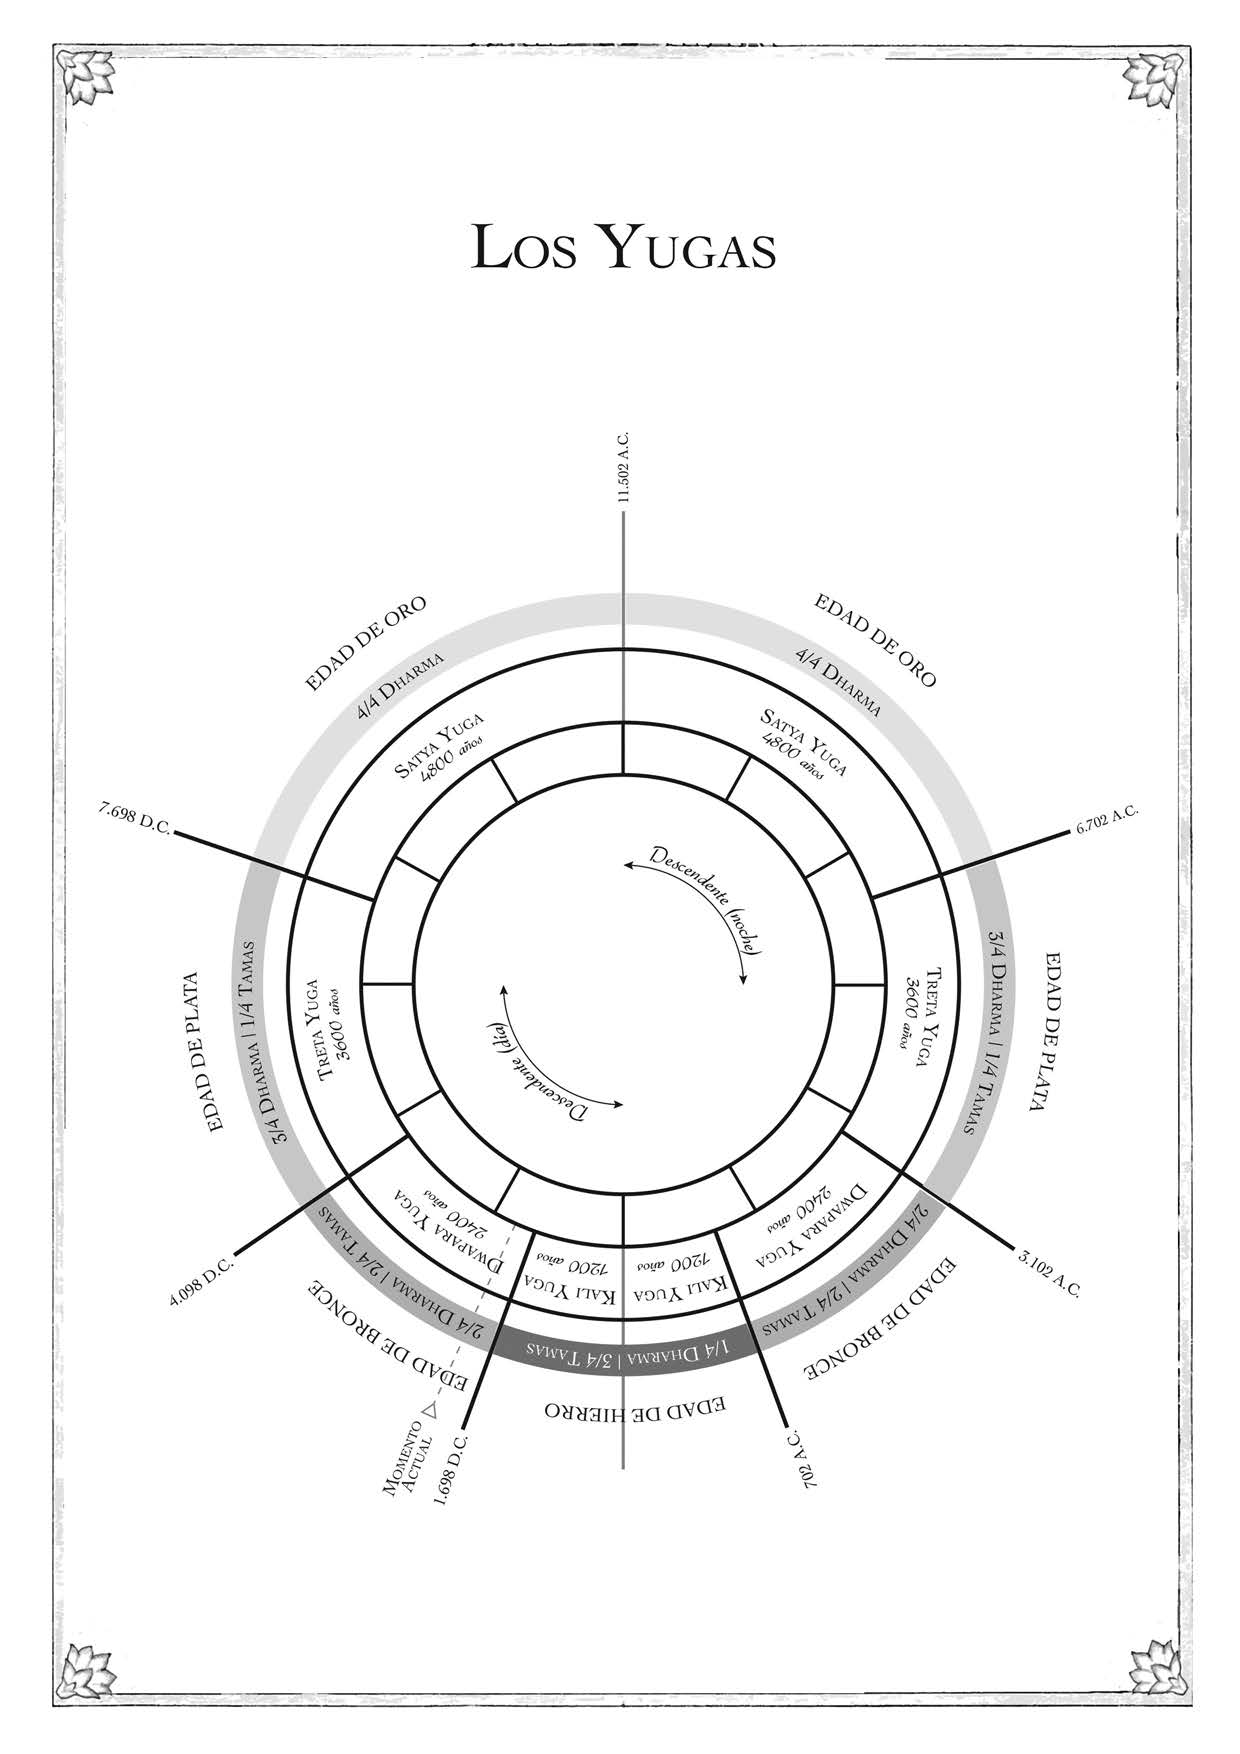 Los Yugas
11.502 A.C.
EDAD DE ORO
4/4 Dharma
Satya Yuga
4800 años
6.702 A.C.
EDAD DE PLATA
3/4 Dharma | 1/4 Tamas
Treta Yuga
3600 años
3.102 A.C.
EDAD DE BRONCE
2/4 Dharma | 2/4 Tamas
Dwapara Yuga
2400 años
702 A.C.
EDAD DE HIERRO
1/4 Dharma | 3/4 Tamas
Kali Yuga
1200 años
Kali Yuga
1200 años
1.698 D.C.
Momento
Actual
EDAD DE BRONCE
2/4 Dharma | 2/4 Tamas
Dwapara Yuga
2400 años
4.098 D.C.
EDAD DE PLATA
3/4 Dharma | 1/4 Tamas
Treta Yuga
3600 años
7.698 D.C.
EDAD DE ORO
4/4 Dharma
Satya Yuga
4800 años
Descendente (noche)
Descendente (dia)